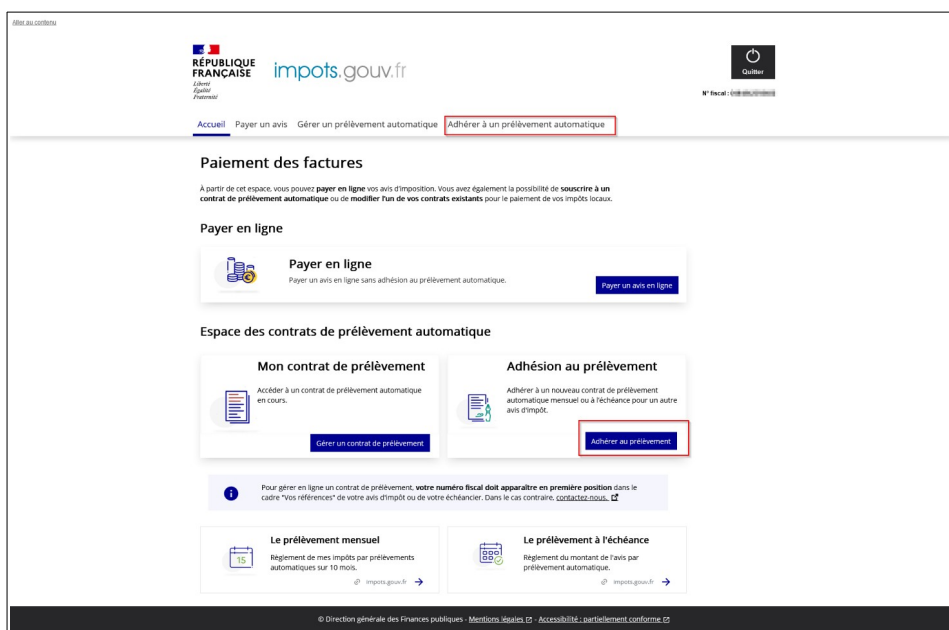 Aller au contenu
RÉPUBLIQUE
FRANÇAISE
Liberté
Égalité
Fraternité
impots.gouv.fr
Quitter
N° fiscal :
Accueil Payer un avis Gérer un prélèvement automatique Adhérer à un prélèvement automatique
Paiement des factures
À partir de cet espace, vous pouvez payer en ligne vos avis d'imposition. Vous avez également la possibilité de souscrire à un
contrat de prélèvement automatique ou de modifier l'un de vos contrats existants pour le paiement de vos impôts locaux.
Payer en ligne
Payer en ligne
Payer un avis en ligne sans adhésion au prélèvement automatique.
Payer un avis en ligne
Espace des contrats de prélèvement automatique
Mon contrat de prélèvement
Accéder à un contrat de prélèvement automatique
en cours.
Gérer un contrat de prélèvement
Adhésion au prélèvement
Adhérer à un nouveau contrat de prélèvement
automatique mensuel ou à l'échéance pour un autre
avis d'impôt.
Adhérer au prélèvement
Pour gérer en ligne un contrat de prélèvement, votre numéro fiscal doit apparaître en première position dans le
cadre "Vos références" de votre avis d'impôt ou de votre échéancier. Dans le cas contraire, contactez-nous.
15
Le prélèvement mensuel
Règlement de mes impôts par prélèvements
automatiques sur 10 mois.
impots.gouv.fr
Le prélèvement à l'échéance
Règlement du montant de l'avis par
prélèvement automatique.
impots.gouv.fr
© Direction générale des Finances publiques - Mentions légales - Accessibilité : partiellement conforme